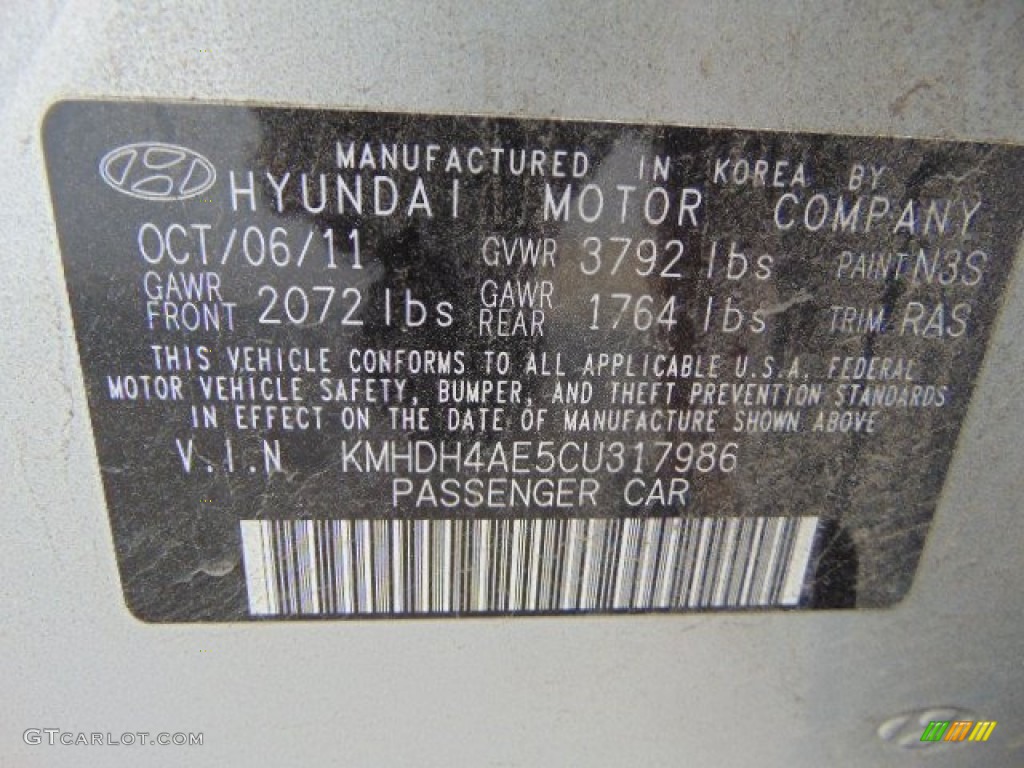 MANUFACTURED IN KOREA BY
HYUNDAI MOTOR COMPANY
OCT/06/11 GVWR 3792 lbs PAINT N3S
GAWR FRONT 2072 lbs GAWR REAR 1764 lbs TRIM RAS
THIS VEHICLE CONFORMS TO ALL APPLICABLE U.S.A. FEDERAL
MOTOR VEHICLE SAFETY, BUMPER, AND THEFT PREVENTION STANDARDS
IN EFFECT ON THE DATE OF MANUFACTURE SHOWN ABOVE
V.I.N KMHDH4AE5CU317986
PASSENGER CAR
GTCARLOT.COM